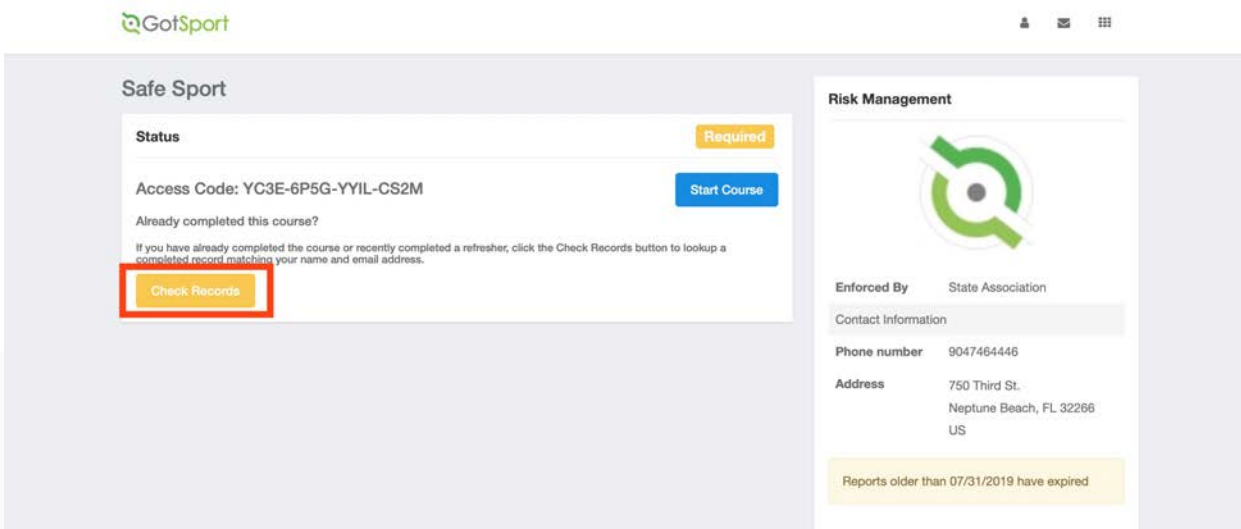 GotSport
Safe Sport
Status
Required
Access Code: YC3E-6P5G-YYIL-CS2M
Start Course
Already completed this course?
If you have already completed the course or recently completed a refresher, click the Check Records button to lookup a
completed record matching your name and email address.
Check Records
Risk Management
Enforced By State Association
Contact Information
Phone number 9047464446
Address 750 Third St.
Neptune Beach, FL 32266
US
Reports older than 07/31/2019 have expired